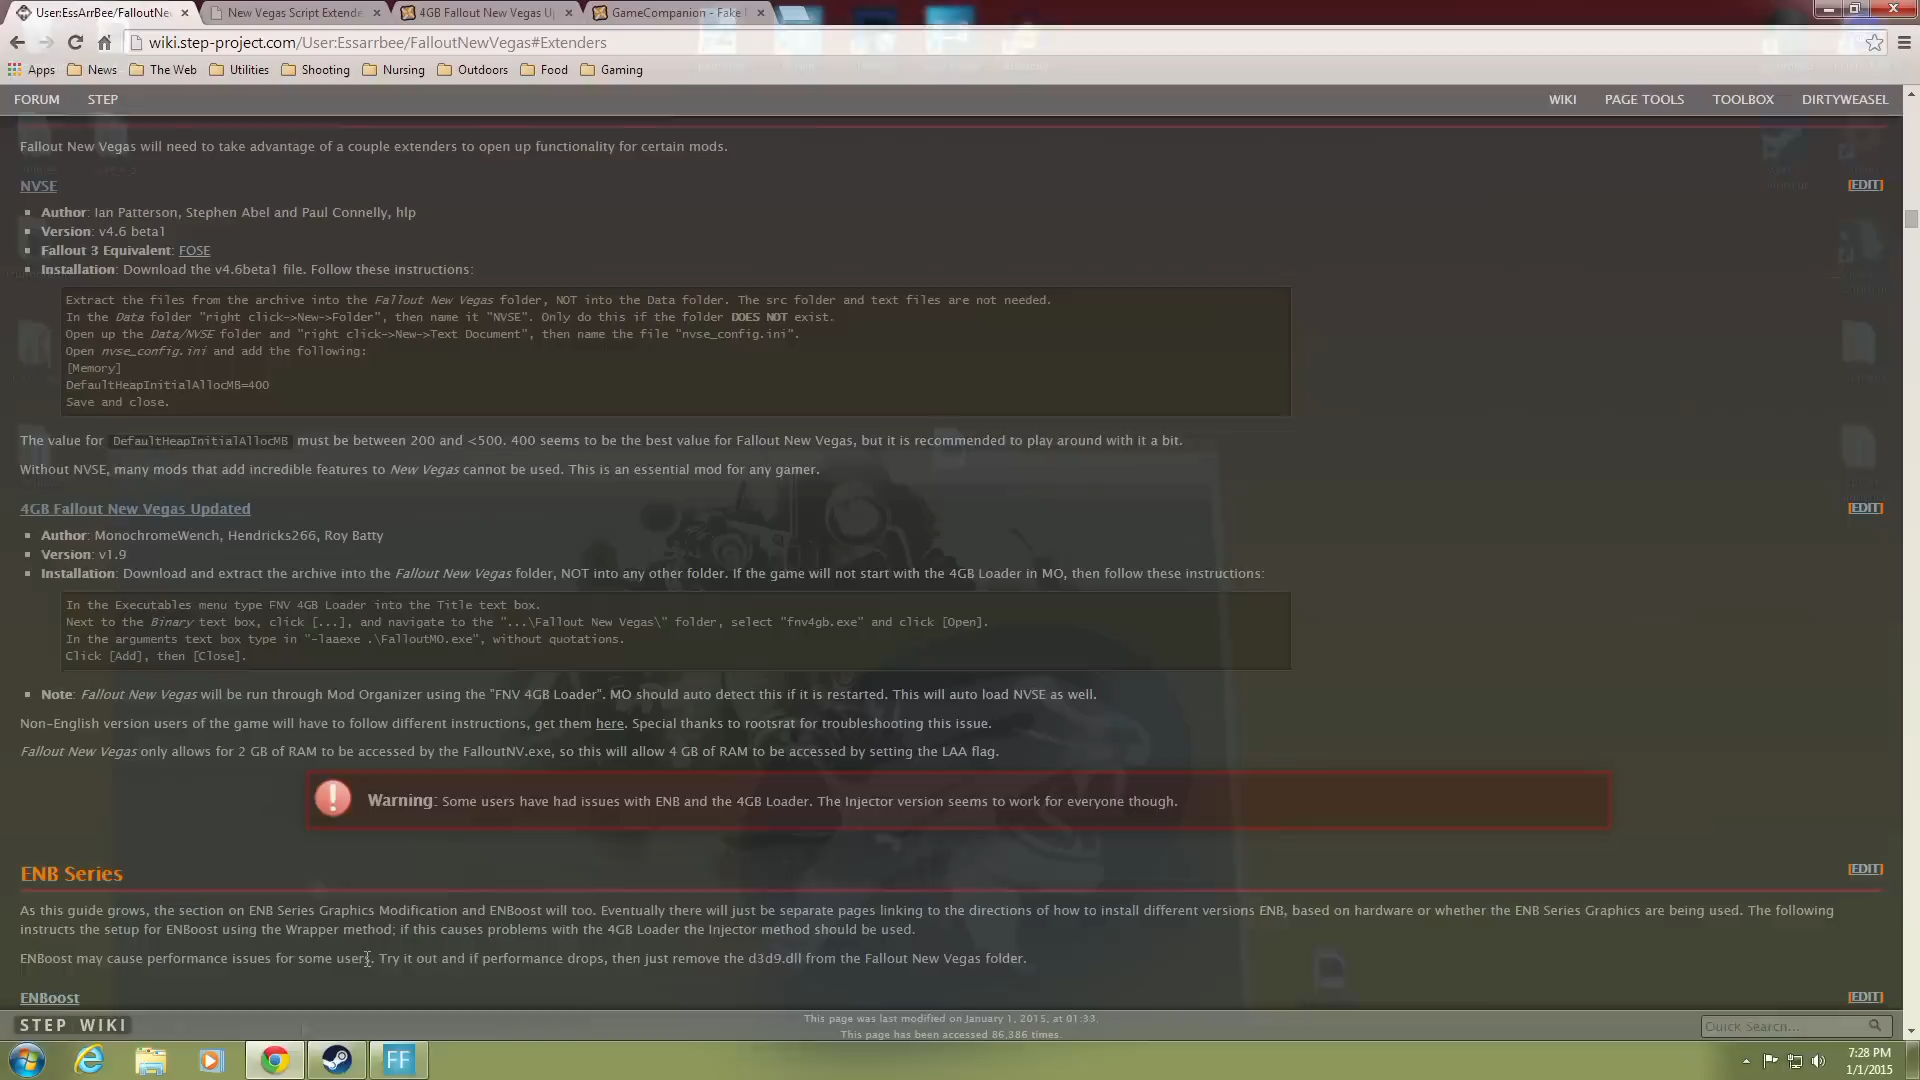 User:EssArrBee/FalloutNe
New Vegas Script Extende
4GB Fallout New Vegas U
GameCompanion - Fake
wiki.step-project.com/User:Essarrbee/FalloutNewVegas#Extenders
Apps News The Web Utilities Shooting Nursing Outdoors Food Gaming
FORUM STEP WIKI PAGE TOOLS TOOLBOX DIRTYWEASEL
Fallout New Vegas will need to take advantage of a couple extenders to open up functionality for certain mods.
NVSE [EDIT]
Author: Ian Patterson, Stephen Abel and Paul Connelly, hlp
Version: v4.6 beta1
Fallout 3 Equivalent: FOSE
Installation: Download the v4.6beta1 file. Follow these instructions:
Extract the files from the archive into the Fallout New Vegas folder, NOT into the Data folder. The src folder and text files are not needed.
In the Data folder "right click->New->Folder", then name it "NVSE". Only do this if the folder DOES NOT exist.
Open up the Data/NVSE folder and "right click->New->Text Document", then name the file "nvse_config.ini".
Open nvse_config.ini and add the following:
[Memory]
DefaultHeapInitialAllocMB=400
Save and close.
The value for DefaultHeapInitialAllocMB must be between 200 and <500. 400 seems to be the best value for Fallout New Vegas, but it is recommended to play around with it a bit.
Without NVSE, many mods that add incredible features to New Vegas cannot be used. This is an essential mod for any gamer.
4GB Fallout New Vegas Updated [EDIT]
Author: MonochromeWench, Hendricks266, Roy Batty
Version: v1.9
Installation: Download and extract the archive into the Fallout New Vegas folder, NOT into any other folder. If the game will not start with the 4GB Loader in MO, then follow these instructions:
In the Executables menu type FNV 4GB Loader into the Title text box.
Next to the Binary text box, click [...], and navigate to the "...\Fallout New Vegas\" folder, select "fnv4gb.exe" and click [Open].
In the arguments text box type in "-laaexe .\FalloutMO.exe", without quotations.
Click [Add], then [Close].
Note: Fallout New Vegas will be run through Mod Organizer using the "FNV 4GB Loader". MO should auto detect this if it is restarted. This will auto load NVSE as well.
Non-English version users of the game will have to follow different instructions, get them here. Special thanks to rootsrat for troubleshooting this issue.
Fallout New Vegas only allows for 2 GB of RAM to be accessed by the FalloutNV.exe, so this will allow 4 GB of RAM to be accessed by setting the LAA flag.
Warning: Some users have had issues with ENB and the 4GB Loader. The Injector version seems to work for everyone though.
ENB Series [EDIT]
As this guide grows, the section on ENB Series Graphics Modification and ENBoost will too. Eventually there will just be separate pages linking to the directions of how to install different versions ENB, based on hardware or whether the ENB Series Graphics are being used. The following
instructs the setup for ENBoost using the Wrapper method; if this causes problems with the 4GB Loader the Injector method should be used.
ENBoost may cause performance issues for some users. Try it out and if performance drops, then just remove the d3d9.dll from the Fallout New Vegas folder.
ENBoost [EDIT]
STEP WIKI
This page was last modified on January 1, 2015, at 01:33.
This page has been accessed 86,386 times.
Quick Search...
FF
7:28 PM
1/1/2015